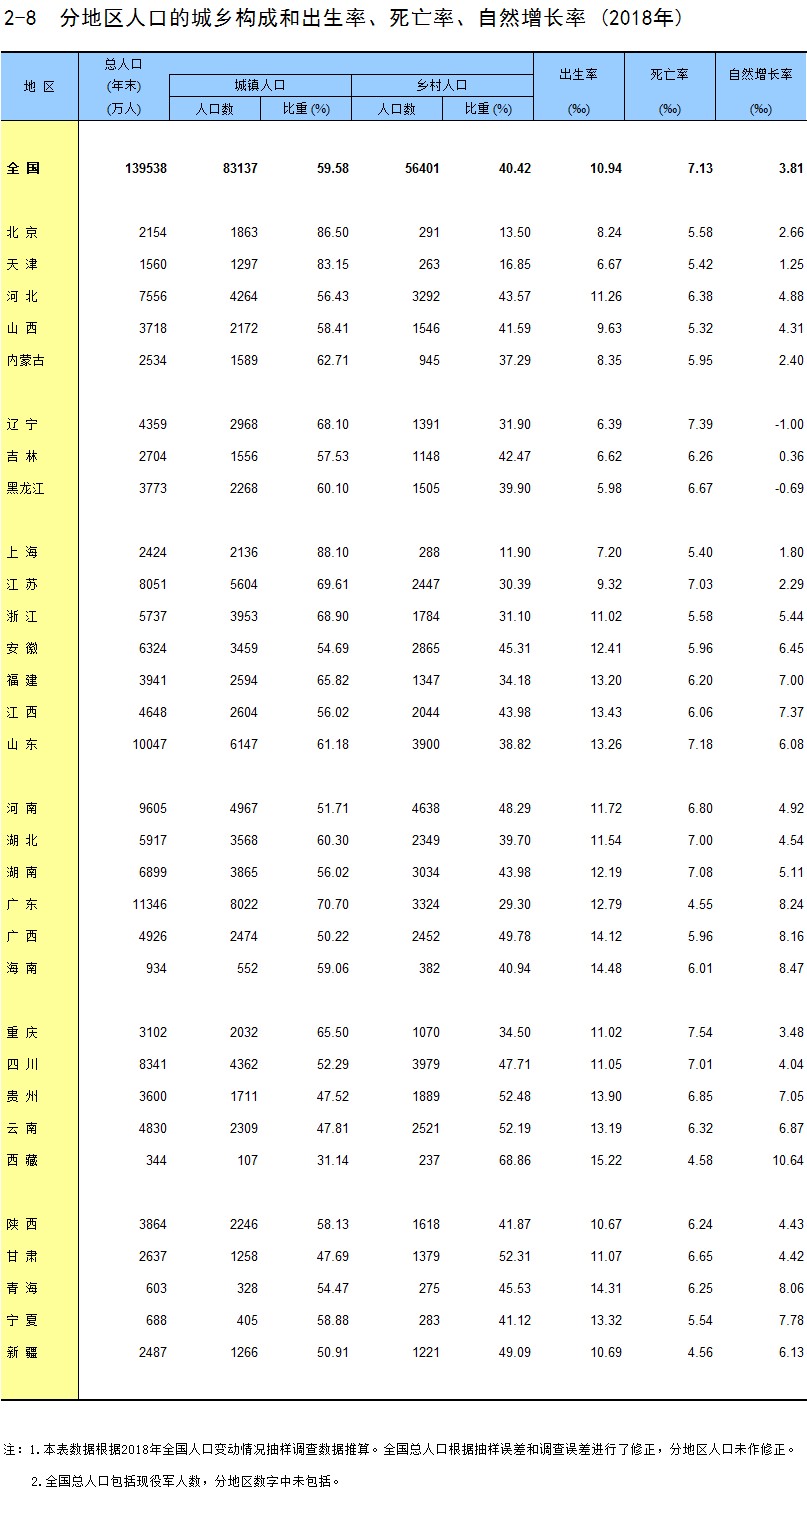 2-8 分地区人口的城乡构成和出生率、死亡率、自然增长率 (2018年)
地 区 总人口 (年末) (万人) 城镇人口 乡村人口 出生率 (‰) 死亡率 (‰) 自然增长率 (‰)
人口数 比重(%) 人口数 比重(%)
全 国 139538 83137 59.58 56401 40.42 10.94 7.13 3.81
北 京 2154 1863 86.50 291 13.50 8.24 5.58 2.66
天 津 1560 1297 83.15 263 16.85 6.67 5.42 1.25
河 北 7556 4264 56.43 3292 43.57 11.26 6.38 4.88
山 西 3718 2172 58.41 1546 41.59 9.63 5.32 4.31
内蒙古 2534 1589 62.71 945 37.29 8.35 5.95 2.40
辽 宁 4359 2968 68.10 1391 31.90 6.39 7.39 -1.00
吉 林 2704 1556 57.53 1148 42.47 6.62 6.26 0.36
黑龙江 3773 2268 60.10 1505 39.90 5.98 6.67 -0.69
上 海 2424 2136 88.10 288 11.90 7.20 5.40 1.80
江 苏 8051 5604 69.61 2447 30.39 9.32 7.03 2.29
浙 江 5737 3953 68.90 1784 31.10 11.02 5.58 5.44
安 徽 6324 3459 54.69 2865 45.31 12.41 5.96 6.45
福 建 3941 2594 65.82 1347 34.18 13.20 6.20 7.00
江 西 4648 2604 56.02 2044 43.98 13.43 6.06 7.37
山 东 10047 6147 61.18 3900 38.82 13.26 7.18 6.08
河 南 9605 4967 51.71 4638 48.29 11.72 6.80 4.92
湖 北 5917 3568 60.30 2349 39.70 11.54 7.00 4.54
湖 南 6899 3865 56.02 3034 43.98 12.19 7.08 5.11
广 东 11346 8022 70.70 3324 29.30 12.79 4.55 8.24
广 西 4926 2474 50.22 2452 49.78 14.12 5.96 8.16
海 南 934 552 59.06 382 40.94 14.48 6.01 8.47
重 庆 3102 2032 65.50 1070 34.50 11.02 7.54 3.48
四 川 8341 4362 52.29 3979 47.71 11.05 7.01 4.04
贵 州 3600 1711 47.52 1889 52.48 13.90 6.85 7.05
云 南 4830 2309 47.81 2521 52.19 13.19 6.32 6.87
西 藏 344 107 31.14 237 68.86 15.22 4.58 10.64
陕 西 3864 2246 58.13 1618 41.87 10.67 6.24 4.43
甘 肃 2637 1258 47.69 1379 52.31 11.07 6.65 4.42
青 海 603 328 54.47 275 45.53 14.31 6.25 8.06
宁 夏 688 405 58.88 283 41.12 13.32 5.54 7.78
新 疆 2487 1266 50.91 1221 49.09 10.69 4.56 6.13
注：1.本表数据根据2018年全国人口变动情况抽样调查数据推算。全国总人口根据抽样误差和调查误差进行了修正，分地区人口未作修正。
2.全国总人口包括现役军人数，分地区数字中未包括。